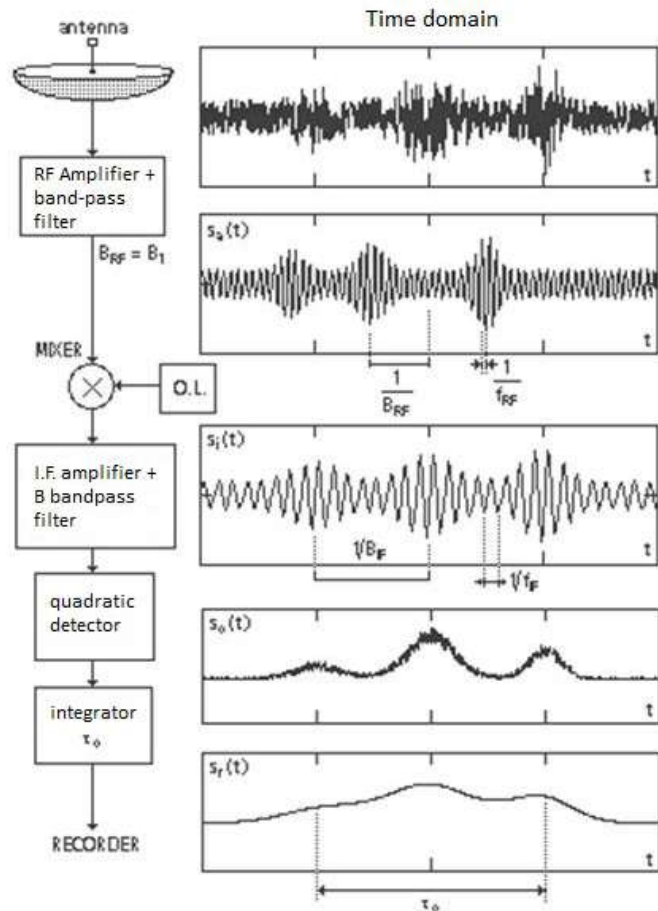 Time domain
antenna
t
RF Amplifier +
band-pass
filter
B_RF = B_1
s_a(t)
t
1/B_RF
1/f_RF
MIXER
O.L.
s_i(t)
t
1/B_IF
1/f_IF
I.F. amplifier +
B bandpass
filter
quadratic
detector
s_o(t)
t
integrator
τ_o
s_r(t)
t
τ_o
RECORDER